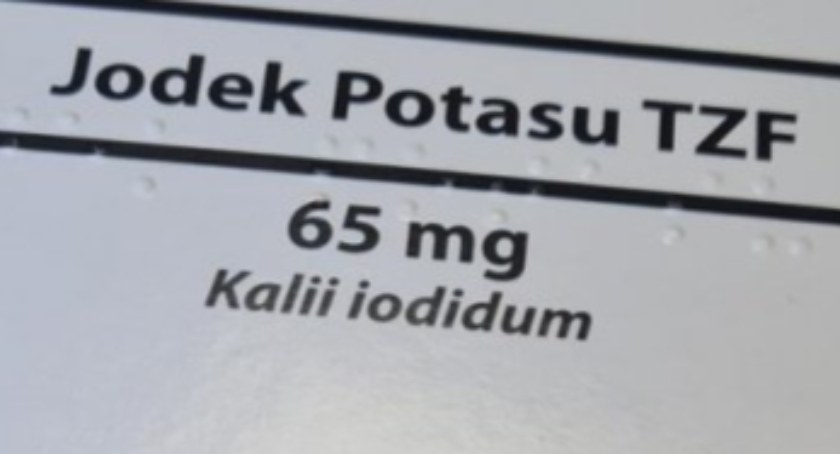 Jodek Potasu TZF
65 mg
Kalii iodidum